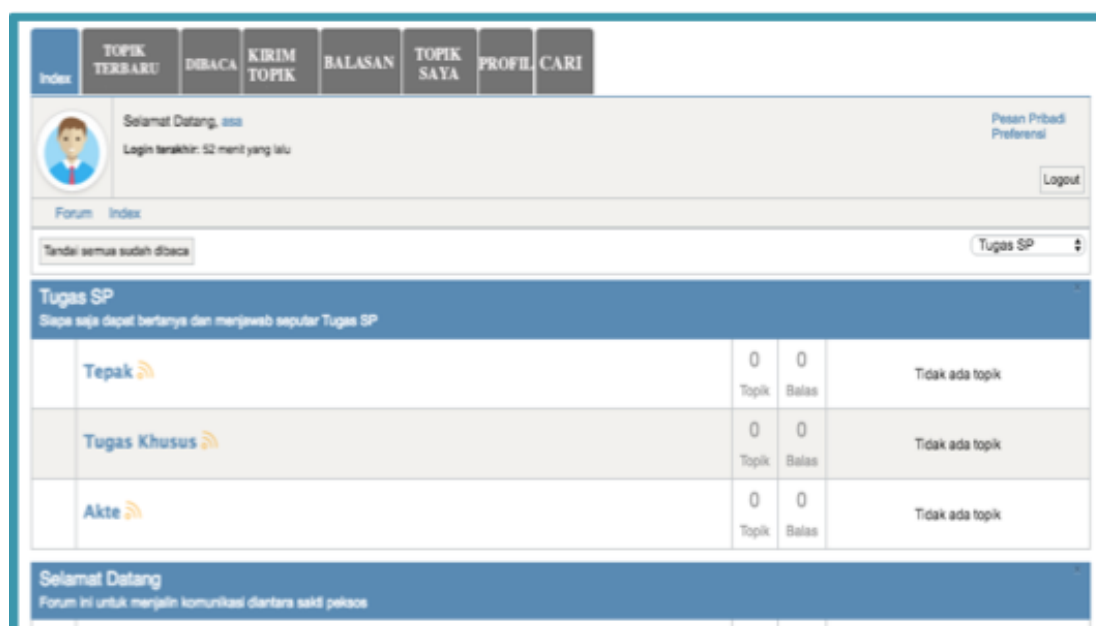 Index
TOPIK TERBARU
DIBACA
KIRIM TOPIK
BALASAN
TOPIK SAYA
PROFIL
CARI
Selamat Datang, asa
Login terakhir: 52 menit yang lalu
Pesan Pribadi
Preferensi
Logout
Forum Index
Tandai semua sudah dibaca
Tugas SP
Tugas SP
Siapa saja dapat bertanya dan menjawab seputar Tugas SP
Tepak
0 0
Topik Balas
Tidak ada topik
Tugas Khusus
0 0
Topik Balas
Tidak ada topik
Akte
0 0
Topik Balas
Tidak ada topik
Selamat Datang
Forum ini untuk menjalin komunikasi diantara sakti peksos